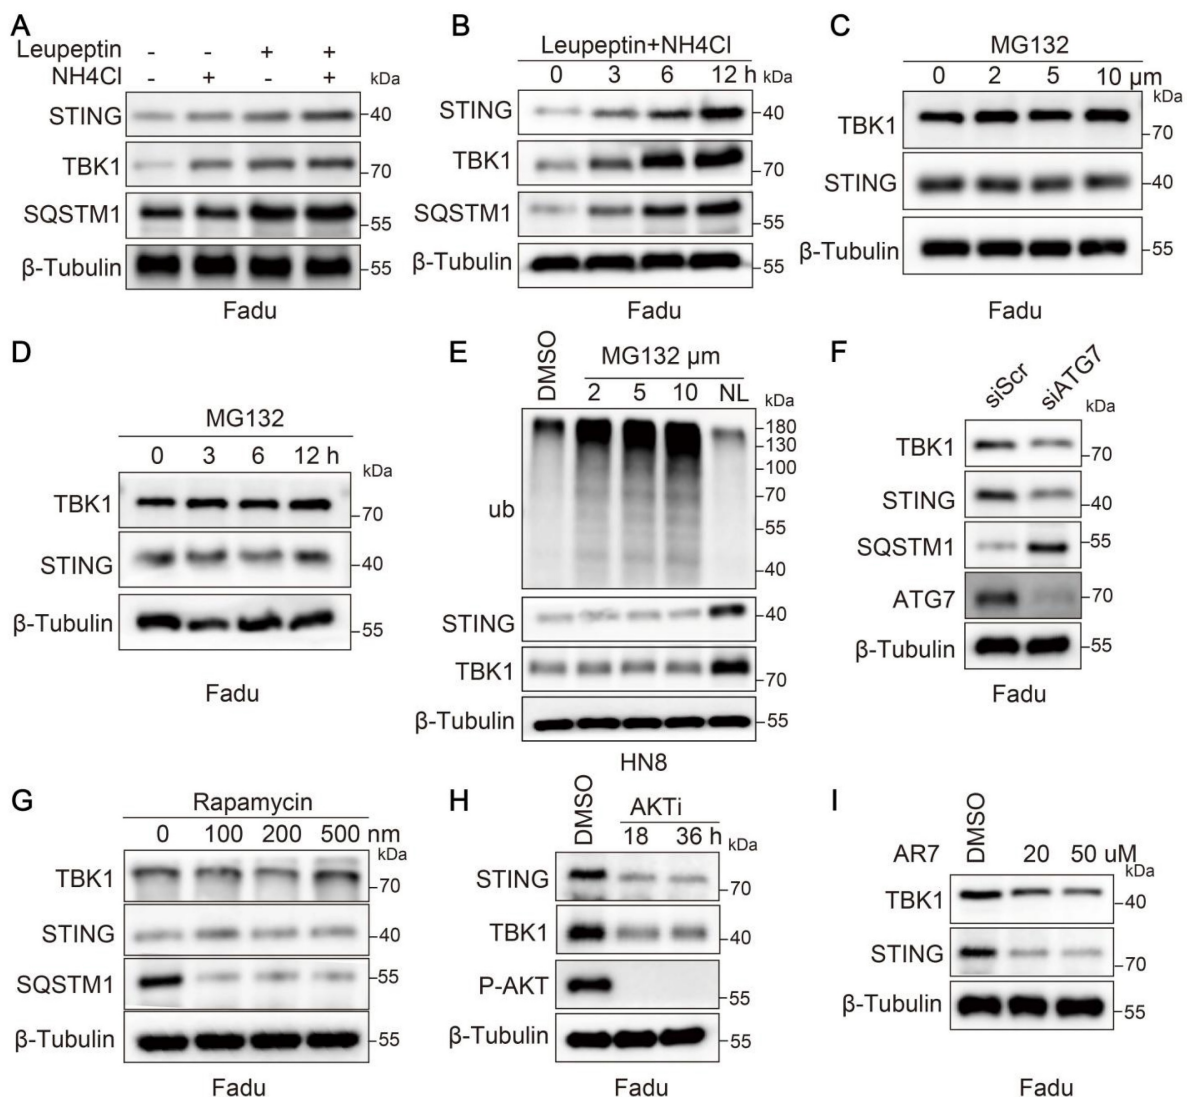 A
Leupeptin - - + +
NH4Cl - + - + kDa
STING -40
TBK1 -70
SQSTM1 -55
β-Tubulin -55
Fadu
B
Leupeptin+NH4Cl
0 3 6 12 h kDa
STING -40
TBK1 -70
SQSTM1 -55
β-Tubulin -55
Fadu
C
MG132
0 2 5 10 μm
kDa
TBK1 -70
STING -40
β-Tubulin -55
Fadu
D
MG132
0 3 6 12 h
kDa
TBK1 -70
STING -40
β-Tubulin -55
Fadu
E
DMSO MG132 μm
2 5 10 NL
kDa
-180
-130
-100
-70
ub
-55
-40
STING -40
TBK1 -70
β-Tubulin -55
HN8
F
siScr siATG7
kDa
TBK1 -70
STING -40
SQSTM1 -55
ATG7 -70
β-Tubulin -55
Fadu
G
Rapamycin
0 100 200 500 nm
kDa
TBK1 -70
STING -40
SQSTM1 -55
β-Tubulin -55
Fadu
H
DMSO AKTi
18 36 h
kDa
STING -70
TBK1 -40
P-AKT -55
β-Tubulin -55
Fadu
I
AR7 DMSO 20 50 uM
kDa
TBK1 -40
STING -70
β-Tubulin -55
Fadu